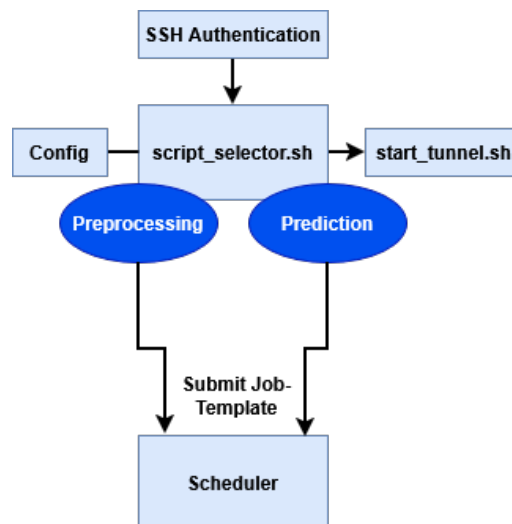 SSH Authentication
Config
script_selector.sh
start_tunnel.sh
Preprocessing
Prediction
Submit Job-
Template
Scheduler